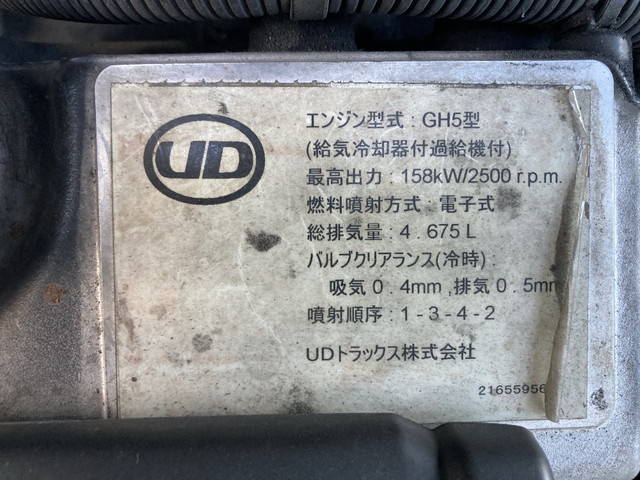 UD
エンジン型式 : GH5型
(給気冷却器付過給機付)
最高出力 : 158kW/2500 r.p.m.
燃料噴射方式 : 電子式
総排気量 : 4 . 675 L
バルブクリアランス(冷時) :
吸気 0 . 4mm , 排気 0 . 5mm
噴射順序 : 1 - 3 - 4 - 2
UDトラックス株式会社
21655956